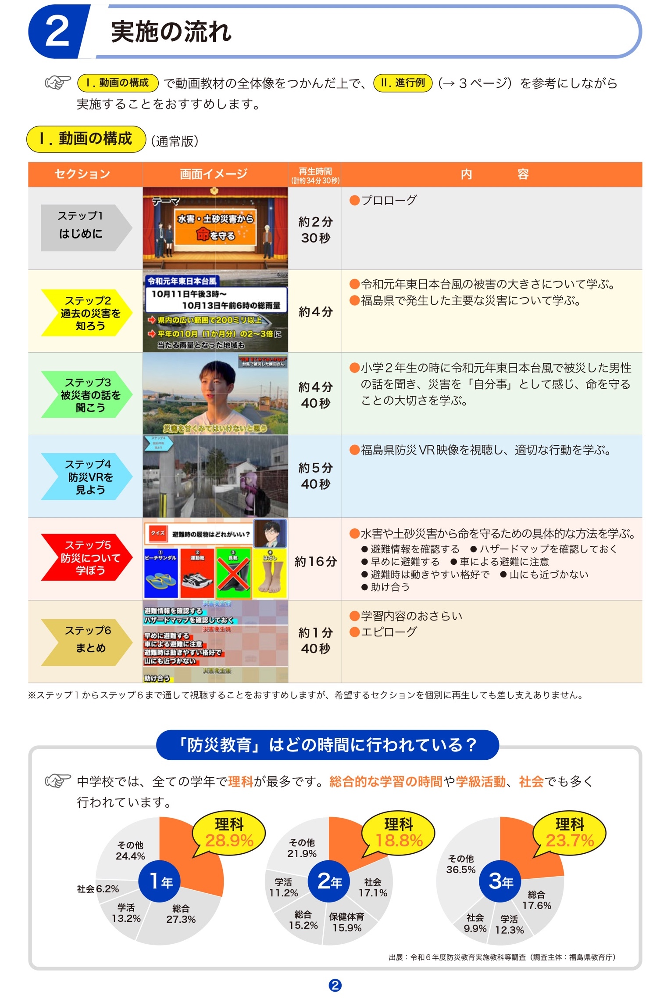 2 実施の流れ
Ⅰ. 動画の構成 で動画教材の全体像をつかんだ上で、 Ⅱ. 進行例 （→３ページ）を参考にしながら
実施することをおすすめします。
Ⅰ. 動画の構成 （通常版）
セクション 画面イメージ 再生時間 内 容
（計約34分30秒）
ステップ1
はじめに
テーマ
水害・土砂災害から
命を守る
約２分
30秒
●プロローグ
ステップ2
過去の災害を
知ろう
令和元年東日本台風
10月11日午後3時〜
10月13日午前6時の総雨量
県内の広い範囲で200ミリ以上
平年の10月（1か月分）の2〜3倍に
当たる雨量となった地域も
約４分
●令和元年東日本台風の被害の大きさについて学ぶ。
●福島県で発生した主要な災害について学ぶ。
ステップ3
被災者の話を
聞こう
"災害 甘くみてはいけない"
台風で被災した横田さん
災害を甘くみてはいけないと思う
約４分
40秒
●小学２年生の時に令和元年東日本台風で被災した男性
の話を聞き、災害を「自分事」として感じ、命を守る
ことの大切さを学ぶ。
ステップ4
防災VRを
見よう
ステップ4
防災VRを
見よう
約５分
40秒
●福島県防災VR映像を視聴し、適切な行動を学ぶ。
ステップ5
防災について
学ぼう
クイズ 避難時の履物はどれがいい？
① ② ③ ④
ビーチサンダル 運動靴 長靴 はだし
約16分
●水害や土砂災害から命を守るための具体的な方法を学ぶ。
●避難情報を確認する ●ハザードマップを確認しておく
●早めに避難する ●車による避難に注意
●避難時は動きやすい格好で ●山にも近づかない
●助け合う
ステップ6
まとめ
災害発生前
避難情報を確認する
ハザードマップを確認しておく
災害発生時
早めに避難する
車による避難に注意
避難時は動きやすい格好で
山にも近づかない
災害発生後
助け合う
約１分
40秒
●学習内容のおさらい
●エピローグ
※ステップ１からステップ６まで通して視聴することをおすすめしますが、希望するセクションを個別に再生しても差し支えありません。
「防災教育」はどの時間に行われている？
中学校では、全ての学年で理科が最多です。総合的な学習の時間や学級活動、社会でも多く
行われています。
1年
理科
28.9%
総合
27.3%
学活
13.2%
社会6.2%
その他
24.4%
2年
理科
18.8%
社会
17.1%
保健体育
15.9%
総合
15.2%
学活
11.2%
その他
21.9%
3年
理科
23.7%
総合
17.6%
学活
12.3%
社会
9.9%
その他
36.5%
出展：令和６年度防災教育実施教科等調査（調査主体：福島県教育庁）
2